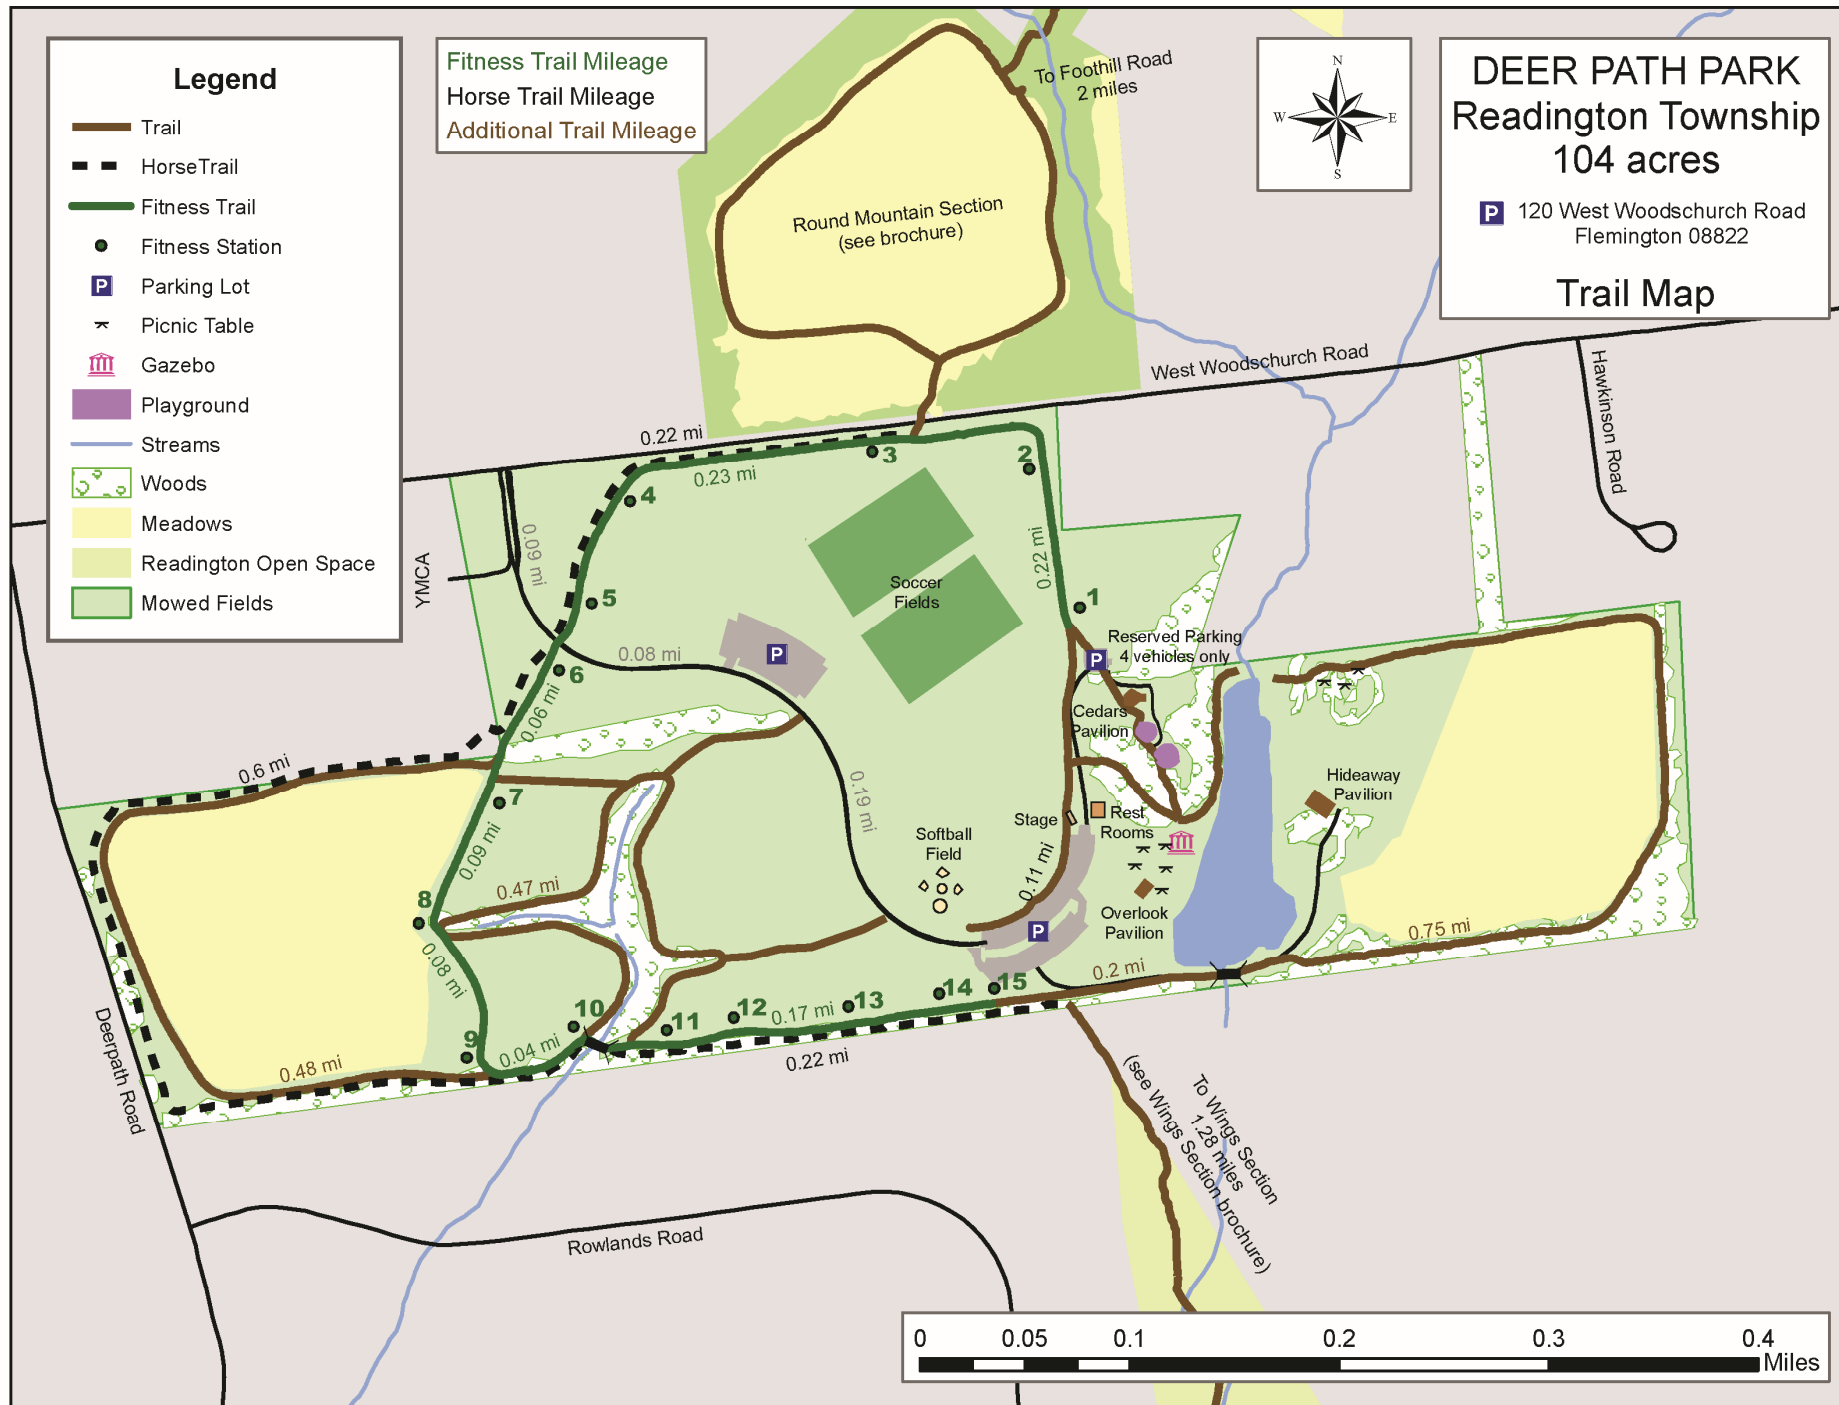 Legend
Trail
HorseTrail
Fitness Trail
Fitness Station
P
Parking Lot
Picnic Table
Gazebo
Playground
Streams
Woods
Meadows
Readington Open Space
Mowed Fields
Fitness Trail Mileage
Horse Trail Mileage
Additional Trail Mileage
N
W
E
S
DEER PATH PARK
Readington Township
104 acres
P
120 West Woodschurch Road
Flemington 08822
Trail Map
To Foothill Road
2 miles
Round Mountain Section
(see brochure)
West Woodschurch Road
Hawkinson Road
0.22 mi
0.23 mi
3
2
4
0.09 mi
YMCA
5
Soccer
Fields
0.22 mi
1
Reserved Parking
4 vehicles only
P
P
0.08 mi
6
0.06 mi
Cedars
Pavilion
0.6 mi
7
0.19 mi
Hideaway
Pavilion
Stage
Rest
Rooms
Softball
Field
0.09 mi
0.47 mi
0.11 mi
8
Overlook
Pavilion
P
0.75 mi
0.08 mi
0.2 mi
9
10
11
12
13
14
15
0.04 mi
0.17 mi
0.22 mi
0.48 mi
Deerpath Road
To Wings Section
1.28 miles
(see Wings Section brochure)
Rowlands Road
0
0.05
0.1
0.2
0.3
0.4
Miles